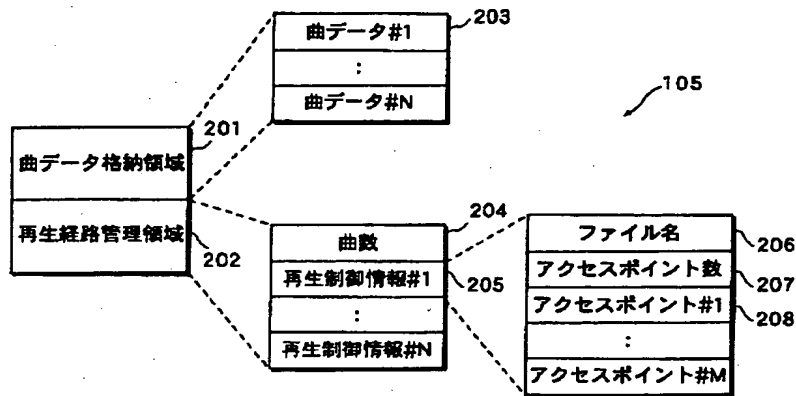 曲データ#1
203
:
曲データ#N
105
201
曲データ格納領域
再生経路管理領域
202
204
曲数
再生制御情報#1
205
:
再生制御情報#N
ファイル名
206
アクセスポイント数
207
アクセスポイント#1
208
:
アクセスポイント#M